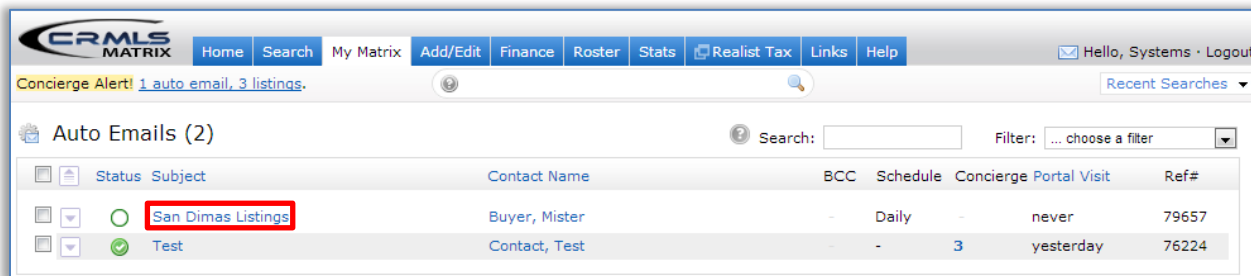 CRMLS
MATRIX
Home Search My Matrix Add/Edit Finance Roster Stats Realist Tax Links Help Hello, Systems · Logout
Concierge Alert! 1 auto email, 3 listings. Recent Searches
Auto Emails (2) Search: Filter: ... choose a filter
Status Subject Contact Name BCC Schedule Concierge Portal Visit Ref#
San Dimas Listings Buyer, Mister - Daily - never 79657
Test Contact, Test - - 3 yesterday 76224